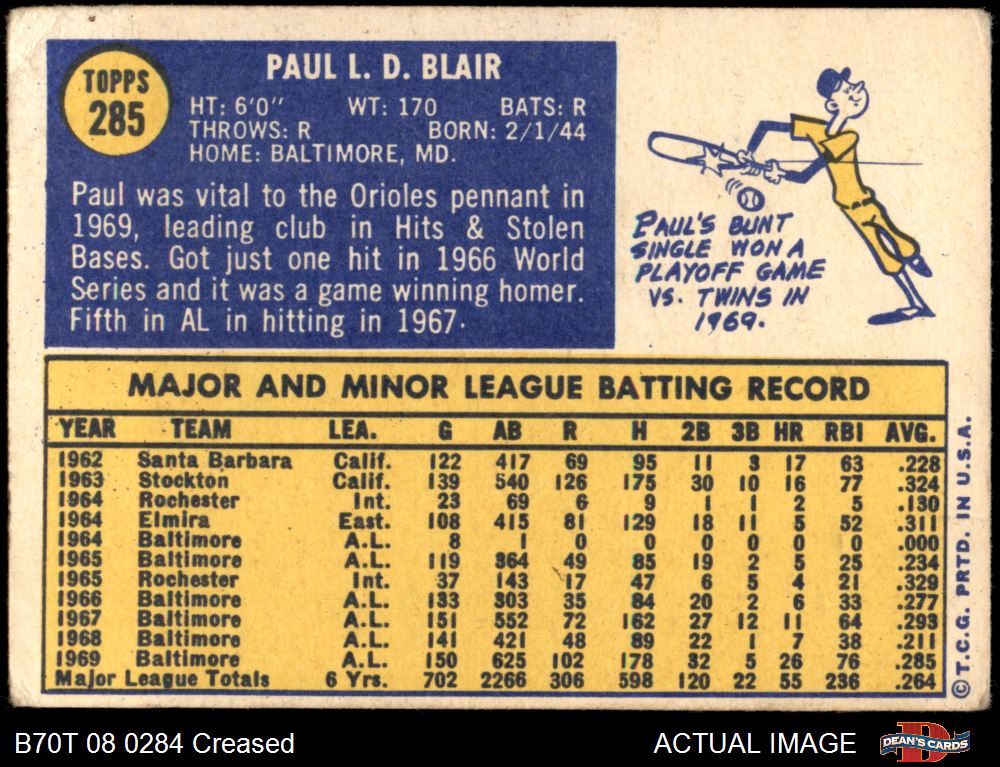 TOPPS
285
PAUL L. D. BLAIR
HT: 6'0" WT: 170 BATS: R
THROWS: R BORN: 2/1/44
HOME: BALTIMORE, MD.
Paul was vital to the Orioles pennant in
1969, leading club in Hits & Stolen
Bases. Got just one hit in 1966 World
Series and it was a game winning homer.
Fifth in AL in hitting in 1967.
PAUL'S BUNT
SINGLE WON A
PLAYOFF GAME
VS. TWINS IN
1969.
MAJOR AND MINOR LEAGUE BATTING RECORD
YEAR TEAM LEA. G AB R H 2B 3B HR RBI AVG.
1962 Santa Barbara Calif. 122 417 69 95 11 3 17 63 .228
1963 Stockton Calif. 139 540 126 175 30 10 16 77 .324
1964 Rochester Int. 23 69 6 9 1 1 2 5 .130
1964 Elmira East. 108 415 81 129 18 11 5 52 .311
1964 Baltimore A.L. 8 1 0 0 0 0 0 0 .000
1965 Baltimore A.L. 119 364 49 85 19 2 5 25 .234
1965 Rochester Int. 37 143 17 47 6 5 4 21 .329
1966 Baltimore A.L. 133 303 35 84 20 2 6 33 .277
1967 Baltimore A.L. 151 552 72 162 27 12 11 64 .293
1968 Baltimore A.L. 141 421 48 89 22 1 7 38 .211
1969 Baltimore A.L. 150 625 102 178 32 5 26 76 .285
Major League Totals 6 Yrs. 702 2266 306 598 120 22 55 236 .264
©T.C.G. PRTD. IN U.S.A.
B70T 08 0284 Creased
ACTUAL IMAGE
D
DEAN'S CARDS